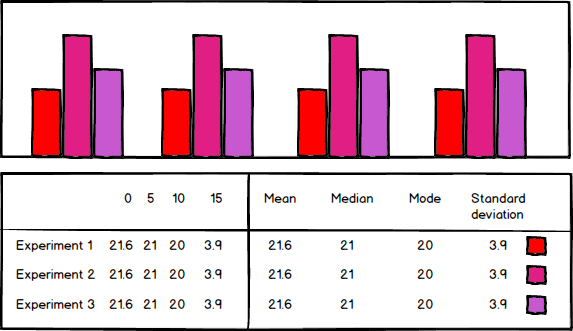 0 5 10 15 Mean Median Mode Standard
deviation
Experiment 1 21.6 21 20 3.9 21.6 21 20 3.9
Experiment 2 21.6 21 20 3.9 21.6 21 20 3.9
Experiment 3 21.6 21 20 3.9 21.6 21 20 3.9